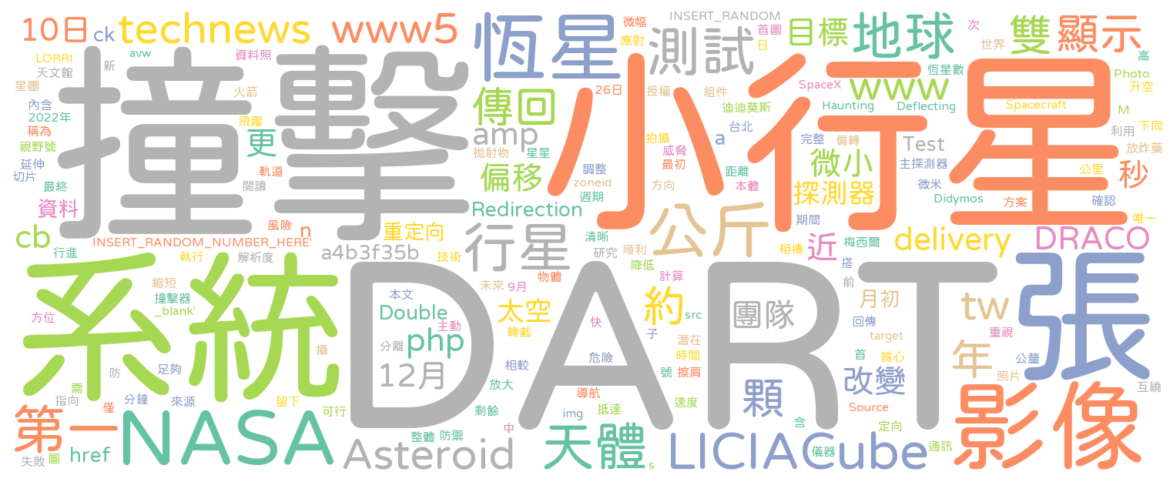 10日 ck technews www5 恆星 微幅 INSERT_RANDOM 首圖 目標 地球 次 雙 顯示
LORRI avw 資料照 應對 測試 日 世界 高
天文館 新 撞擊 小行星 SpaceX www 恆星數 Photo
星團 火箭 傳回 26日 授權 組件 迪迪莫斯 Haunting Deflecting Spacecraft 升空
內含 2022年 飛躍 amp 拍攝 a 台北 完整 偏轉 M
稱為 更 拋射物 星星 調整 威脅 距離 微小 Test 利用 下同
視野號 軌道 偏移 zoneid 最初 主探測器 放炸藥
延伸 切片 閱讀 週期 方向 本體 探測器 微米 公里
最終 資料 Redirection Didymos 方案 確認 秒
風險 n 重定向 公斤 期間 唯一
cb INSERT_RANDOM_NUMBER_HERE' 行星 清晰 研究 順利 相機 近 梅西爾 delivery DRACO
行進 執行 解析度 a4b3f35b 技術 降低
系統 縮短 物體 計算 搭 張
撞擊器 本文 未來 9月 前 月初 tw
方位 _blank' DART Double 主動 太空 約 src 團隊 回傳 重視
攝 轉載 快 子 潛在 target 年
php 分離 相較 危險 時間 首 質心 公釐
需 防 足夠 12月 放大 號 擦肩 改變 照片 互繞
指向 僅 分鐘 來源 留下 可行 導航 速度 顆 Source 影像
第一 剩餘 img 抵達 含
NASA 整體 防禦 中 天體 LICIACube 定向
失敗 圖 href Asteroid s 儀器 通訊